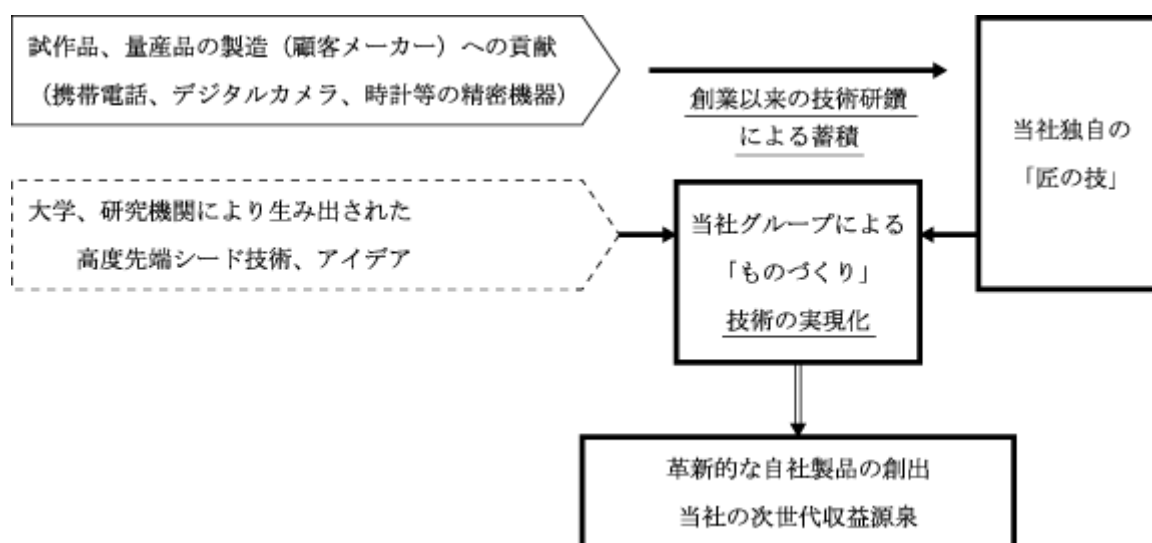 試作品、量産品の製造（顧客メーカー）への貢献
（携帯電話、デジタルカメラ、時計等の精密機器）
創業以来の技術研鑽
による蓄積
当社独自の
「匠の技」
大学、研究機関により生み出された
高度先端シード技術、アイデア
当社グループによる
「ものづくり」
技術の実現化
革新的な自社製品の創出
当社の次世代収益源泉